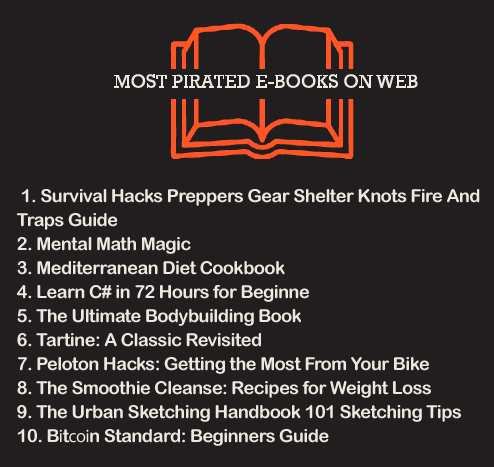 MOST PIRATED E-BOOKS ON WEB
1. Survival Hacks Preppers Gear Shelter Knots Fire And
Traps Guide
2. Mental Math Magic
3. Mediterranean Diet Cookbook
4. Learn C# in 72 Hours for Beginne
5. The Ultimate Bodybuilding Book
6. Tartine: A Classic Revisited
7. Peloton Hacks: Getting the Most From Your Bike
8. The Smoothie Cleanse: Recipes for Weight Loss
9. The Urban Sketching Handbook 101 Sketching Tips
10. Bitcoin Standard: Beginners Guide